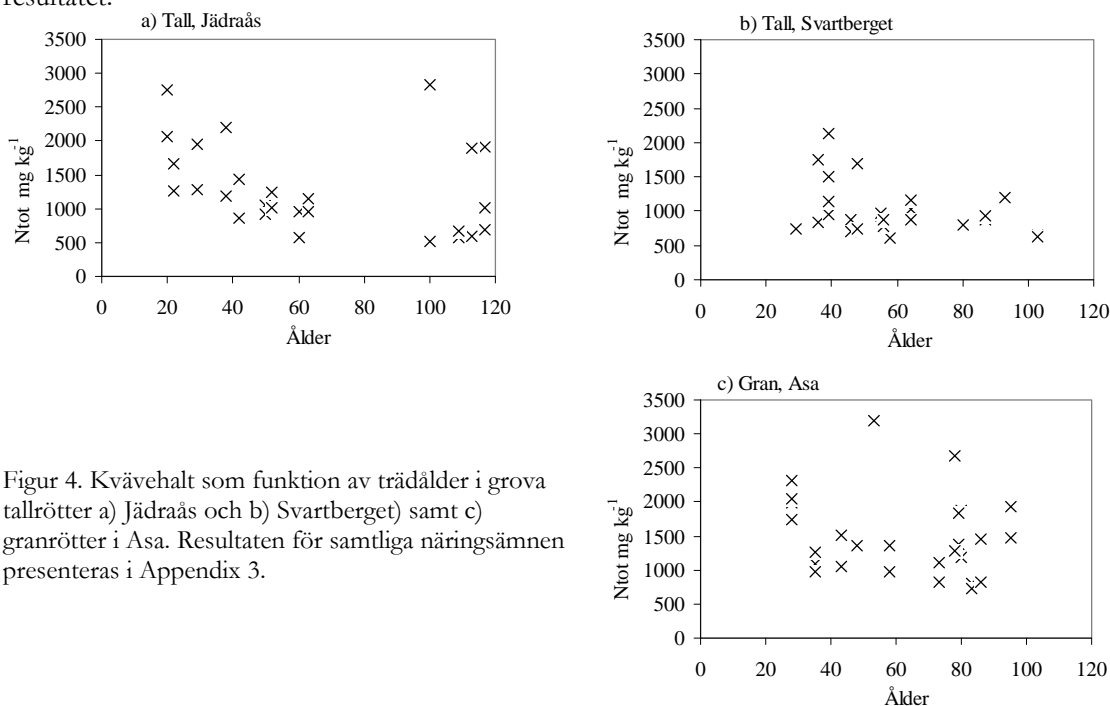 resultatet.
a) Tall, Jädraås
3500
3000
2500
2000
1500
1000
500
0
Ntot mg kg-1
0 20 40 60 80 100 120
Ålder
b) Tall, Svartberget
3500
3000
2500
2000
1500
1000
500
0
Ntot mg kg-1
0 20 40 60 80 100 120
Ålder
c) Gran, Asa
3500
3000
2500
2000
1500
1000
500
0
Ntot mg kg-1
0 20 40 60 80 100 120
Ålder
Figur 4. Kvävehalt som funktion av trädålder i grova
tallrötter a) Jädraås och b) Svartberget) samt c)
granrötter i Asa. Resultaten för samtliga näringsämnen
presenteras i Appendix 3.